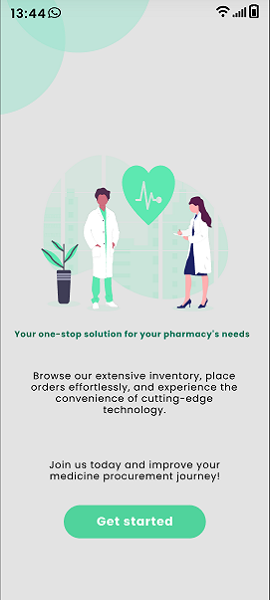 13:44
Your one-stop solution for your pharmacy's needs
Browse our extensive inventory, place
orders effortlessly, and experience the
convenience of cutting-edge
technology.
Join us today and improve your
medicine procurement journey!
Get started